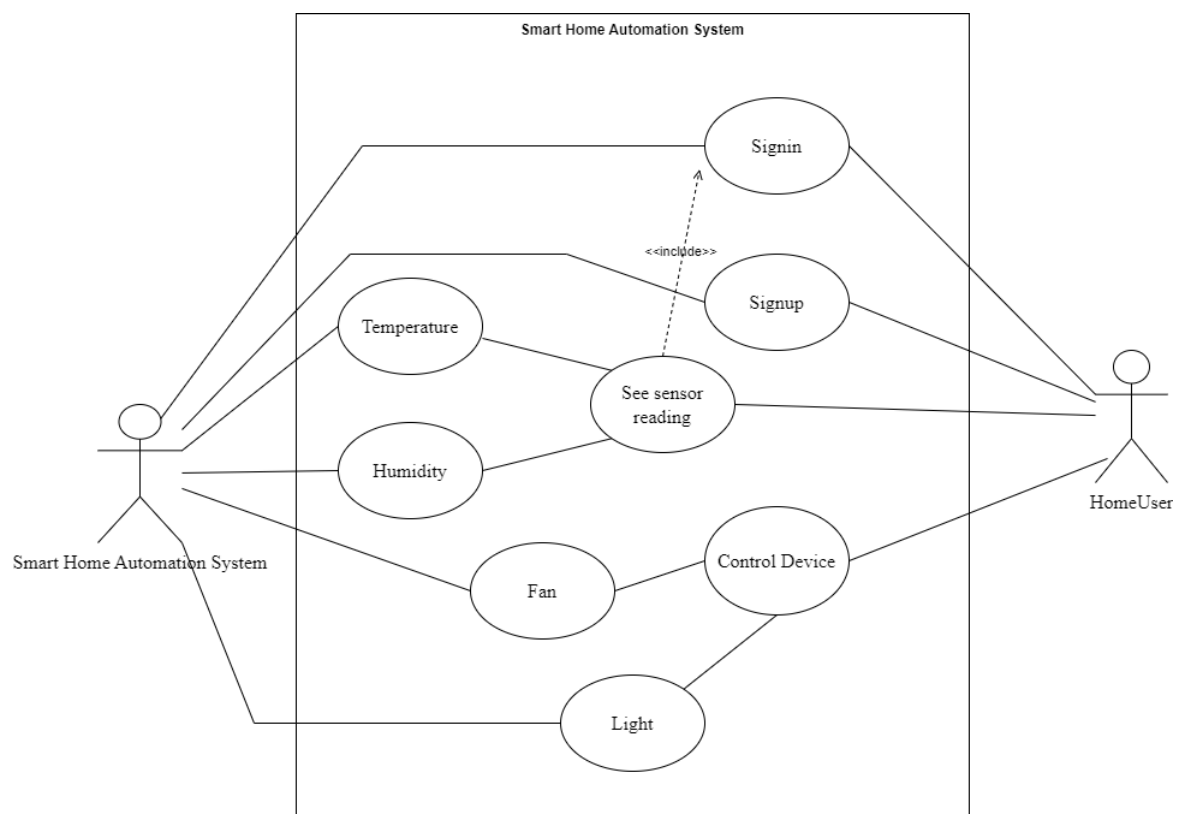 Smart Home Automation System
Signin
<<include>>
Signup
Temperature
See sensor
reading
Humidity
HomeUser
Smart Home Automation System
Control Device
Fan
Light